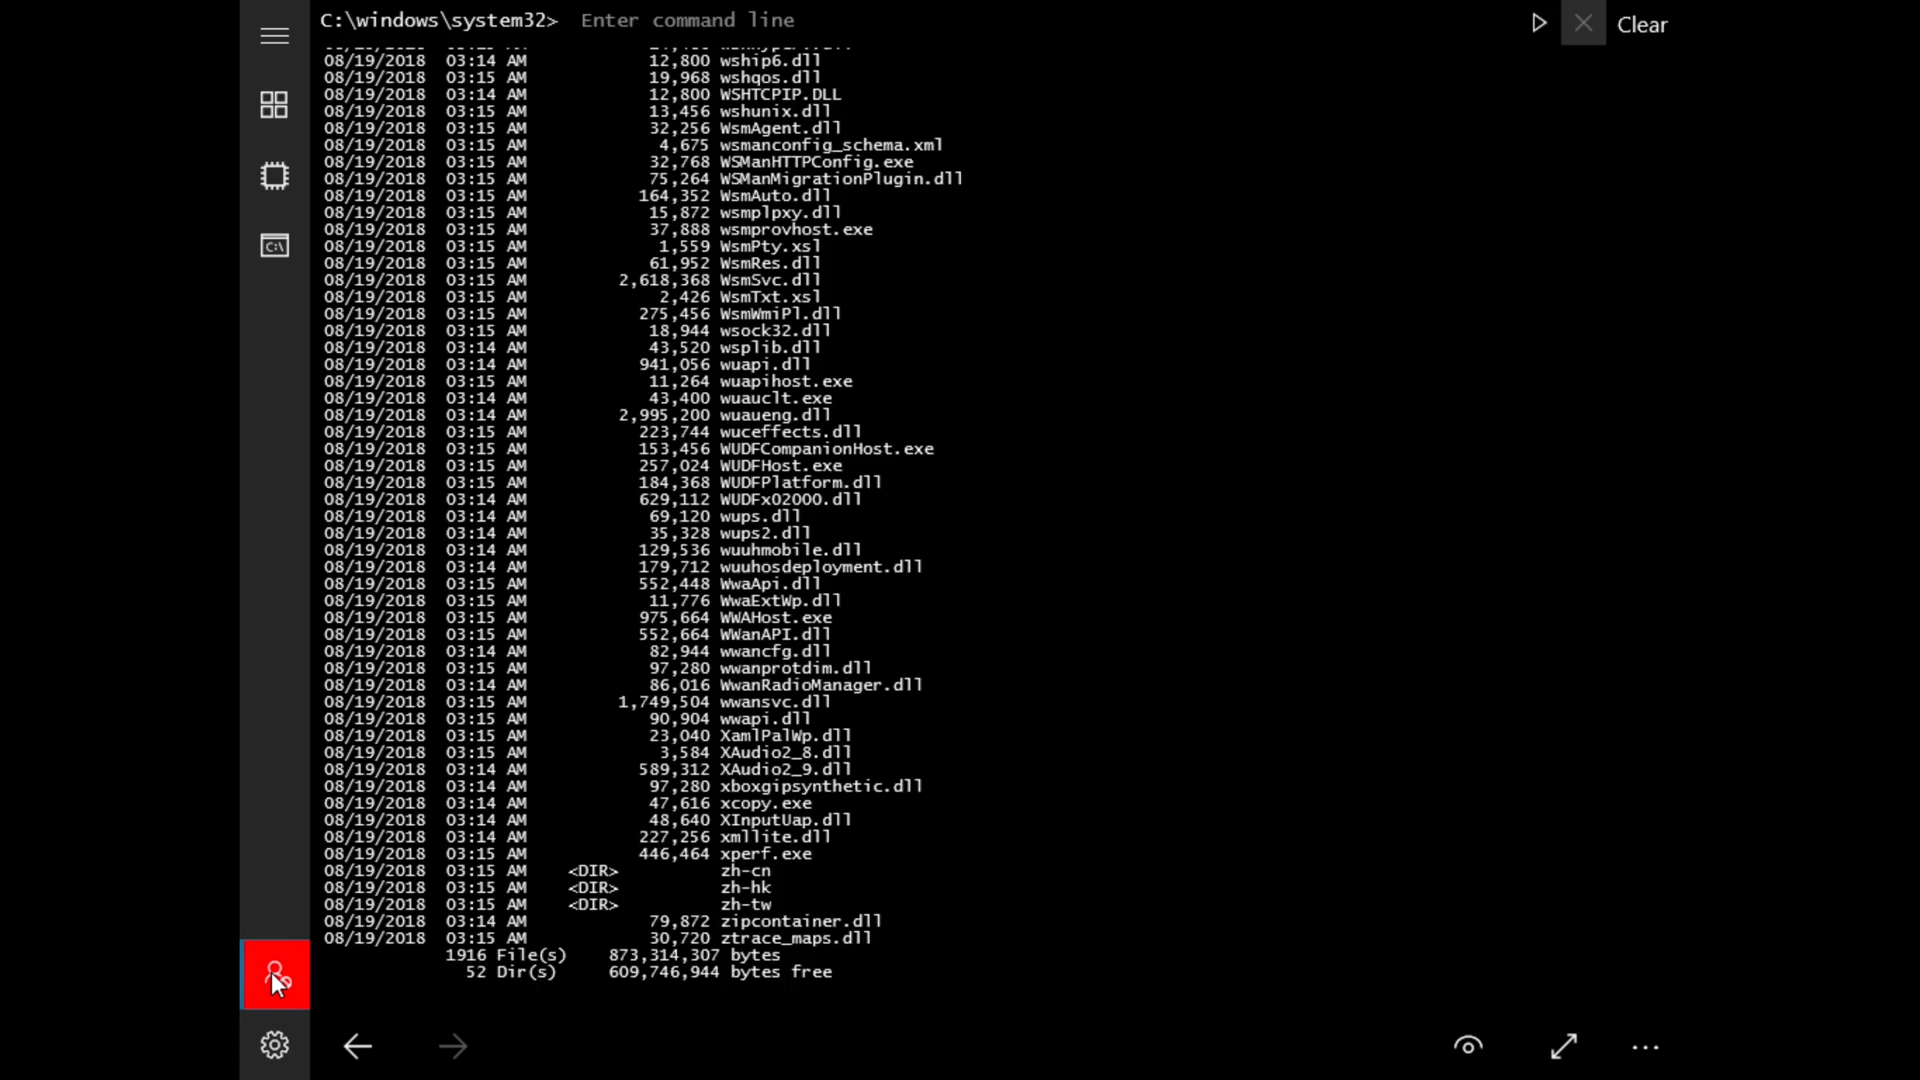 C:\windows\system32> Enter command line
Clear
08/19/2018 03:14 AM 12,800 wship6.dll
08/19/2018 03:15 AM 19,968 wshqos.dll
08/19/2018 03:14 AM 12,800 WSHTCPIP.DLL
08/19/2018 03:15 AM 13,456 wshunix.dll
08/19/2018 03:15 AM 32,256 WsmAgent.dll
08/19/2018 03:15 AM 4,675 wsmanconfig_schema.xml
08/19/2018 03:15 AM 32,768 WSManHTTPConfig.exe
08/19/2018 03:15 AM 75,264 WSManMigrationPlugin.dll
08/19/2018 03:15 AM 164,352 WsmAuto.dll
08/19/2018 03:15 AM 15,872 wsmplpxy.dll
08/19/2018 03:15 AM 37,888 wsmprovhost.exe
08/19/2018 03:15 AM 1,559 WsmPty.xsl
08/19/2018 03:15 AM 61,952 WsmRes.dll
08/19/2018 03:15 AM 2,618,368 WsmSvc.dll
08/19/2018 03:15 AM 2,426 WsmTxt.xsl
08/19/2018 03:15 AM 275,456 WsmWmiPl.dll
08/19/2018 03:15 AM 18,944 wsock32.dll
08/19/2018 03:14 AM 43,520 wsplib.dll
08/19/2018 03:14 AM 941,056 wuapi.dll
08/19/2018 03:15 AM 11,264 wuapihost.exe
08/19/2018 03:14 AM 43,400 wuauclt.exe
08/19/2018 03:14 AM 2,995,200 wuaueng.dll
08/19/2018 03:15 AM 223,744 wuceffects.dll
08/19/2018 03:14 AM 153,456 WUDFCompanionHost.exe
08/19/2018 03:14 AM 257,024 WUDFHost.exe
08/19/2018 03:14 AM 184,368 WUDFPlatform.dll
08/19/2018 03:14 AM 629,112 WUDFx02000.dll
08/19/2018 03:14 AM 69,120 wups.dll
08/19/2018 03:14 AM 35,328 wups2.dll
08/19/2018 03:14 AM 129,536 wuuhmobile.dll
08/19/2018 03:15 AM 179,712 wuuhosdeployment.dll
08/19/2018 03:15 AM 552,448 WwaApi.dll
08/19/2018 03:15 AM 11,776 WwaExtWp.dll
08/19/2018 03:15 AM 975,664 WWAHost.exe
08/19/2018 03:15 AM 552,664 WWanAPI.dll
08/19/2018 03:14 AM 82,944 wwancfg.dll
08/19/2018 03:15 AM 97,280 wwanprotdim.dll
08/19/2018 03:14 AM 86,016 WwanRadioManager.dll
08/19/2018 03:15 AM 1,749,504 wwansvc.dll
08/19/2018 03:15 AM 90,904 wwapi.dll
08/19/2018 03:15 AM 23,040 XamlPalWp.dll
08/19/2018 03:15 AM 3,584 XAudio2_8.dll
08/19/2018 03:14 AM 589,312 XAudio2_9.dll
08/19/2018 03:14 AM 97,280 xboxgipsynthetic.dll
08/19/2018 03:14 AM 47,616 xcopy.exe
08/19/2018 03:14 AM 48,640 XInputUap.dll
08/19/2018 03:14 AM 227,256 xmllite.dll
08/19/2018 03:15 AM 446,464 xperf.exe
08/19/2018 03:15 AM <DIR> zh-cn
08/19/2018 03:15 AM <DIR> zh-hk
08/19/2018 03:15 AM <DIR> zh-tw
08/19/2018 03:14 AM 79,872 zipcontainer.dll
08/19/2018 03:15 AM 30,720 ztrace_maps.dll
1916 File(s) 873,314,307 bytes
52 Dir(s) 609,746,944 bytes free